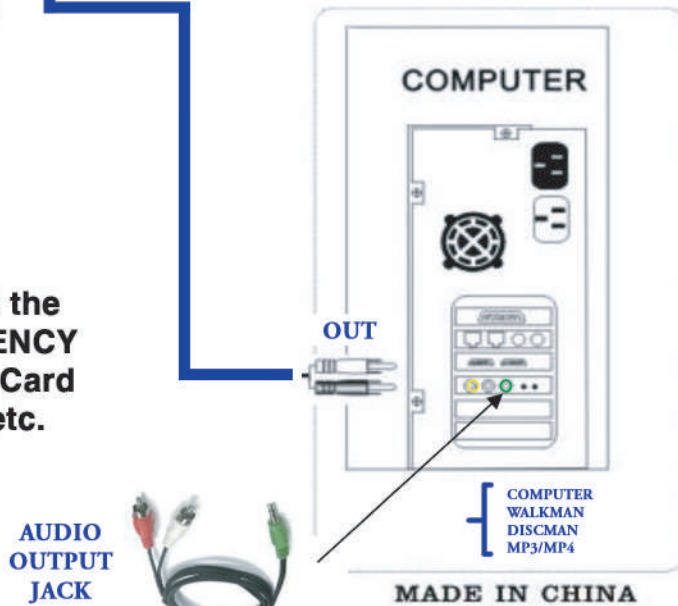 COMPUTER
the
ENCY
Card
etc.
OUT
COMPUTER
WALKMAN
DISCMAN
MP3/MP4
AUDIO
OUTPUT
JACK
MADE IN CHINA